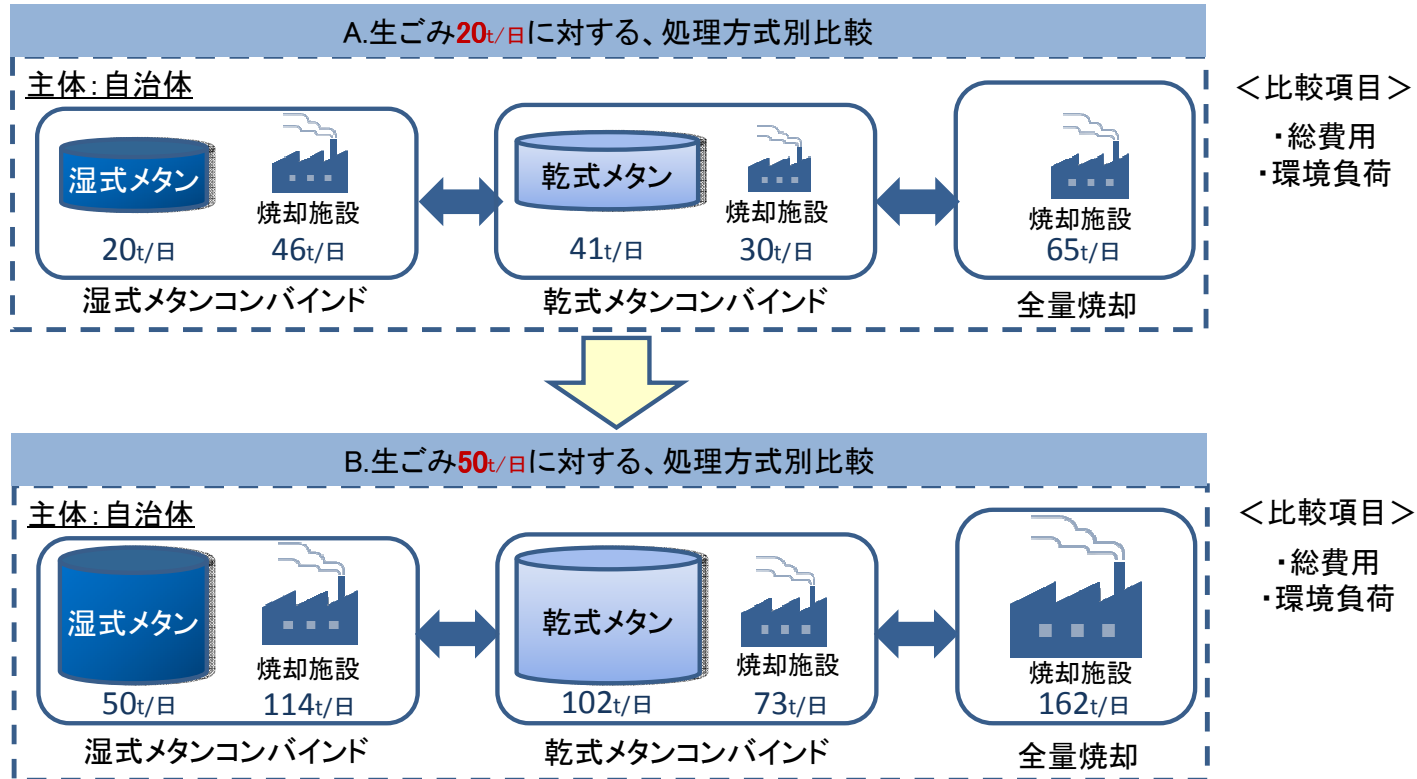 A.生ごみ20t/日に対する、処理方式別比較
主体:自治体
湿式メタン
焼却施設
20t/日
46t/日
湿式メタンコンバインド
乾式メタン
焼却施設
41t/日
30t/日
乾式メタンコンバインド
焼却施設
65t/日
全量焼却
＜比較項目＞
・総費用
・環境負荷
B.生ごみ50t/日に対する、処理方式別比較
主体:自治体
湿式メタン
焼却施設
50t/日
114t/日
湿式メタンコンバインド
乾式メタン
焼却施設
102t/日
73t/日
乾式メタンコンバインド
焼却施設
162t/日
全量焼却
＜比較項目＞
・総費用
・環境負荷